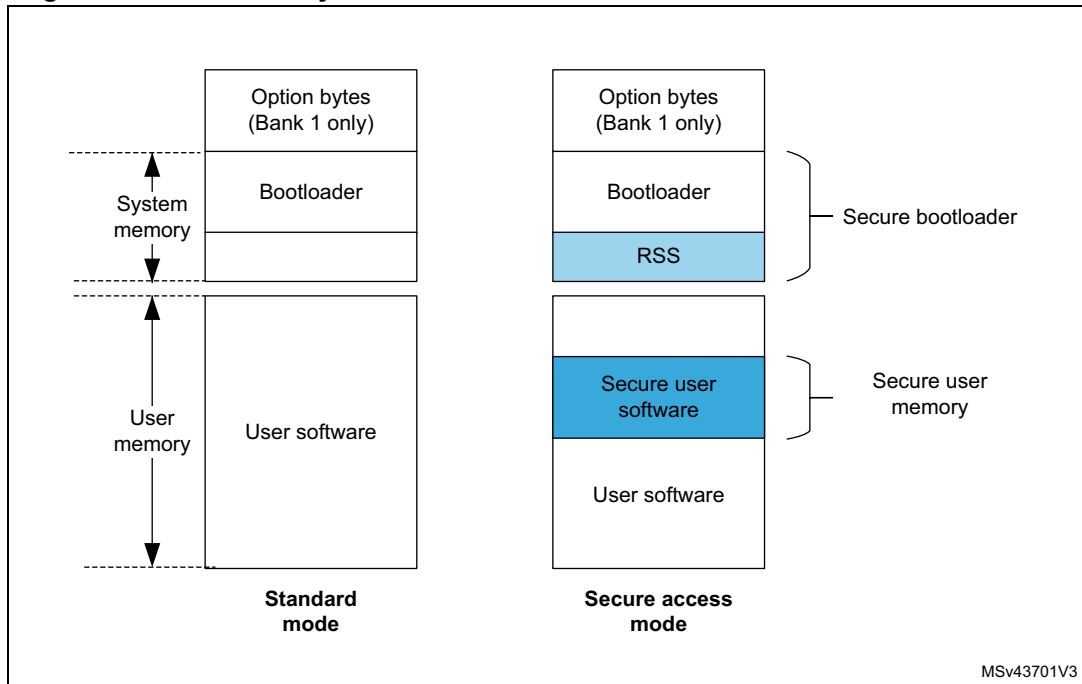 Option bytes
(Bank 1 only)
Option bytes
(Bank 1 only)
Bootloader
Bootloader
System
memory
Secure bootloader
RSS
Secure user
software
Secure user
memory
User
memory
User software
User software
Standard
mode
Secure access
mode
MSv43701V3